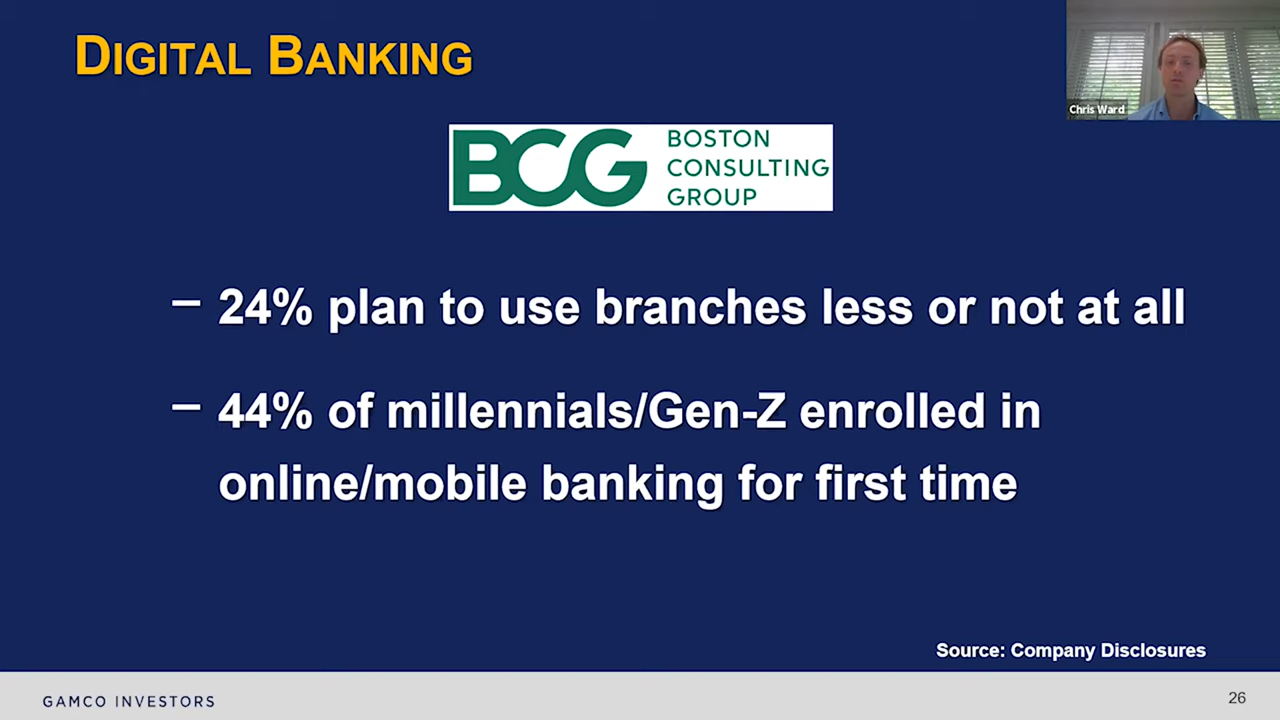 DIGITAL BANKING
Chris Ward
BCG
BOSTON
CONSULTING
GROUP
– 24% plan to use branches less or not at all
– 44% of millennials/Gen-Z enrolled in
online/mobile banking for first time
Source: Company Disclosures
GAMCO INVESTORS
26